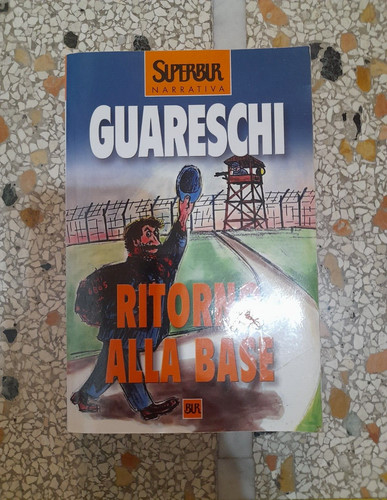 SUPERBUR
NARRATIVA
GUARESCHI
RITORNO
ALLA BASE
BUR